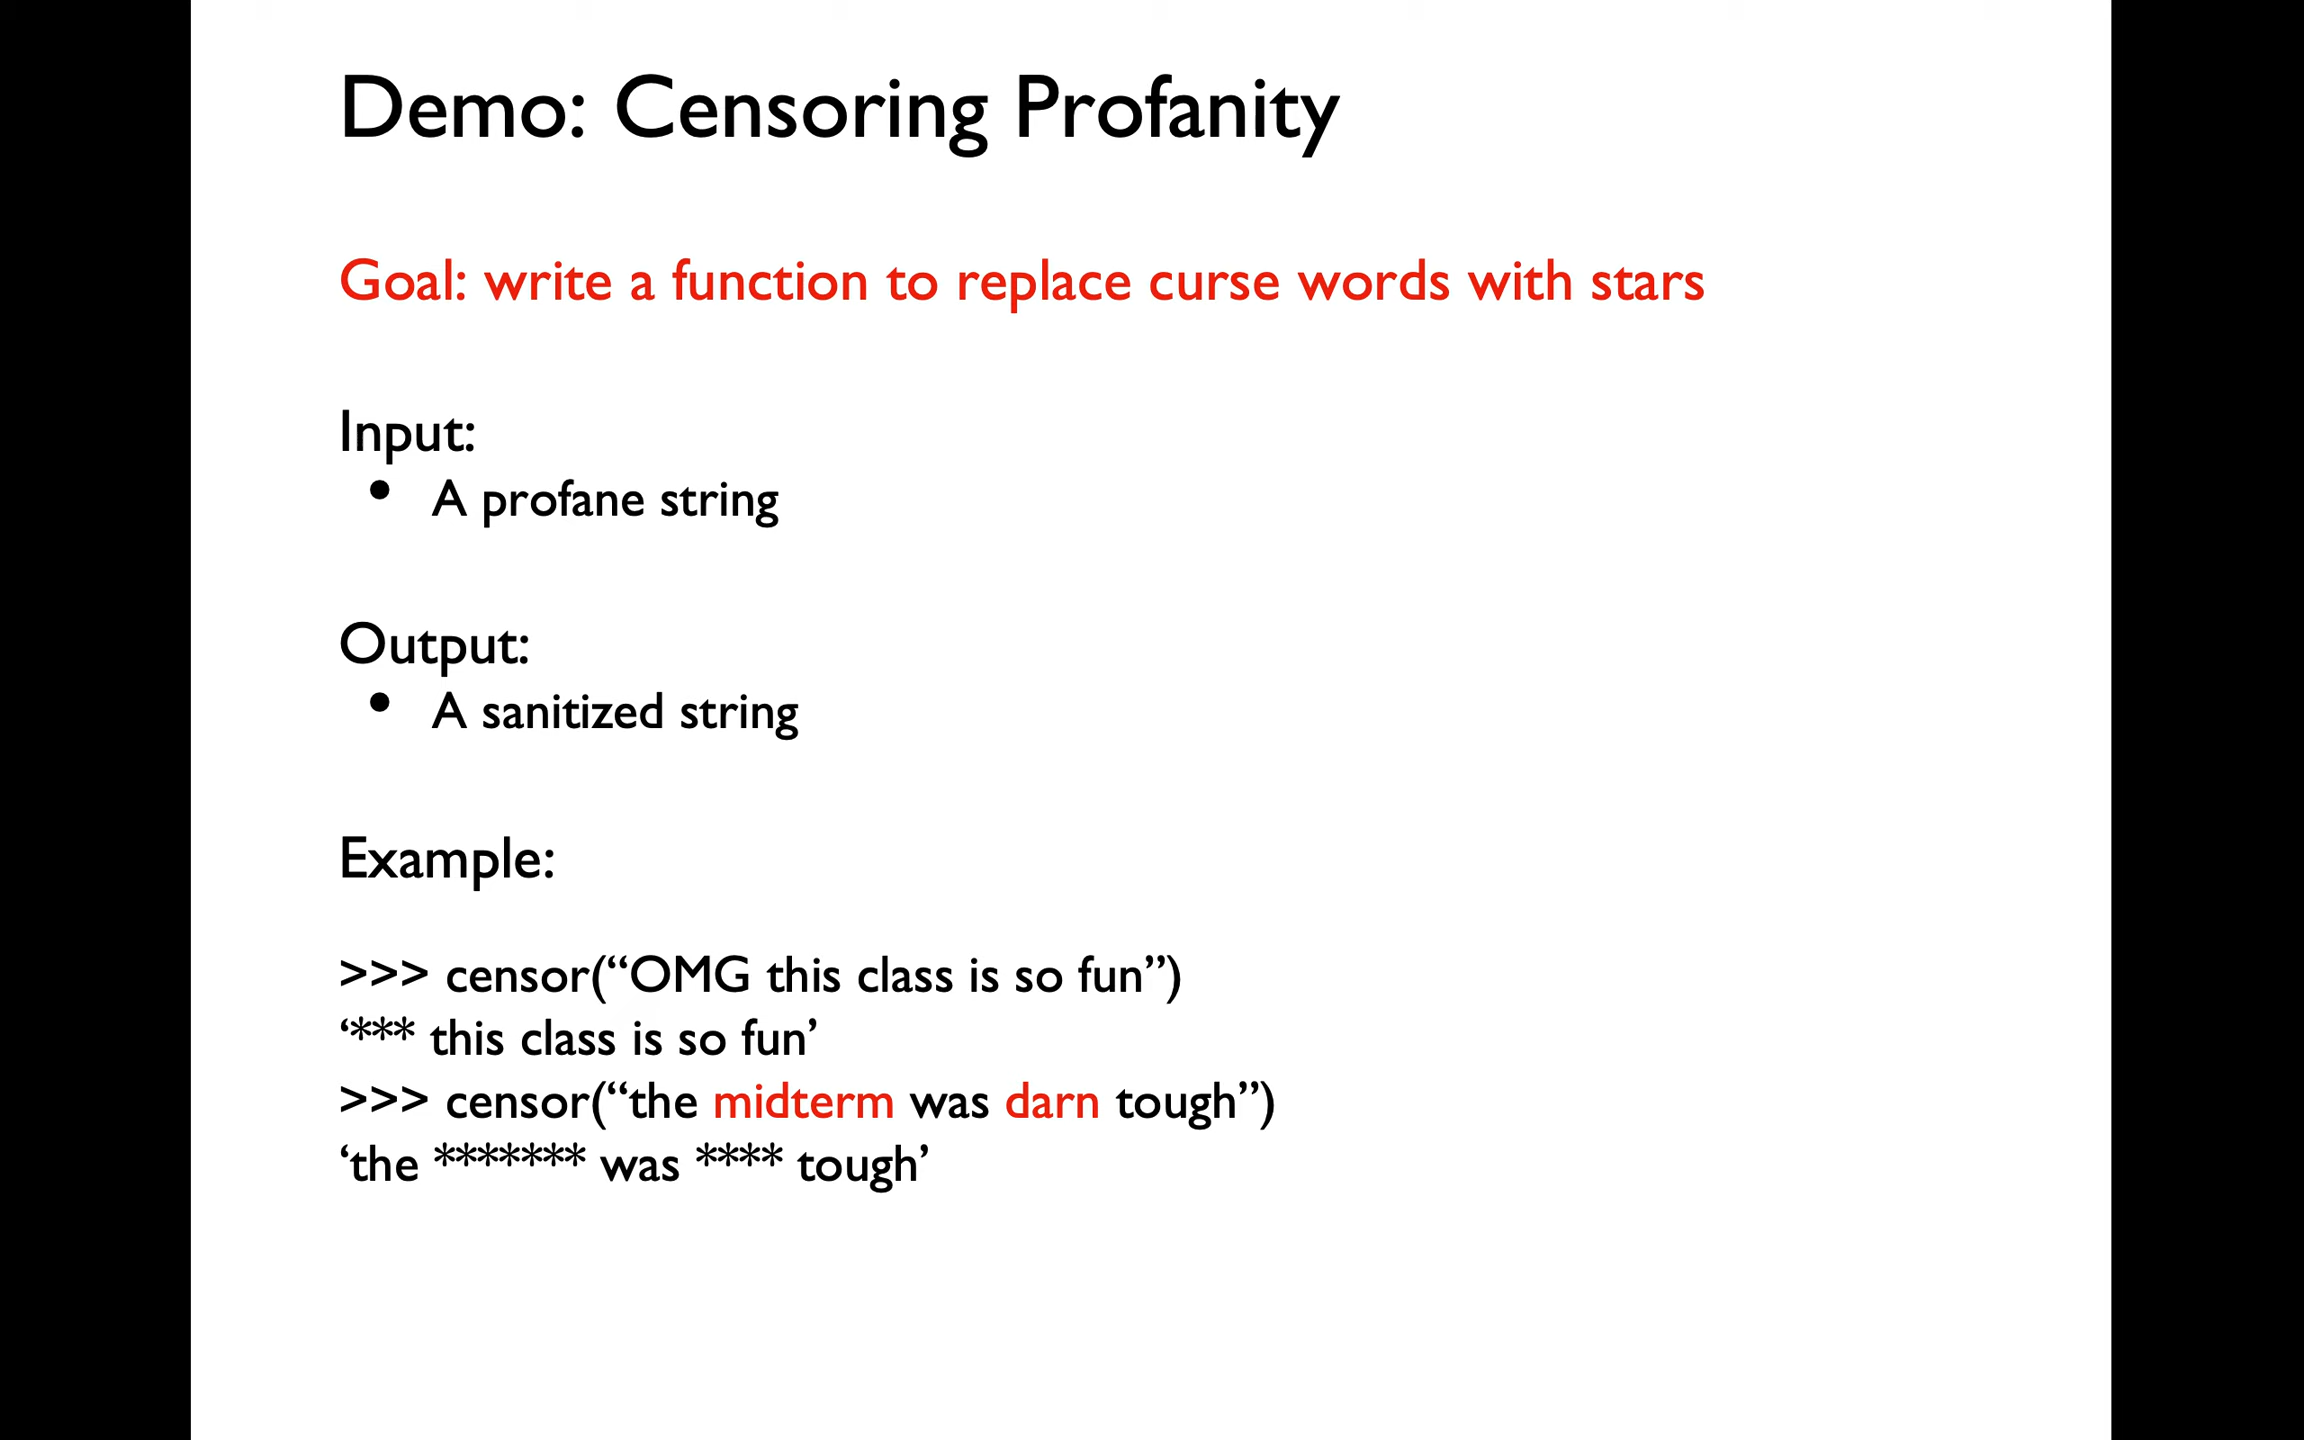 Demo: Censoring Profanity
Goal: write a function to replace curse words with stars
Input:
• A profane string
Output:
• A sanitized string
Example:
>>> censor(“OMG this class is so fun”)
‘*** this class is so fun’
>>> censor(“the midterm was darn tough”)
‘the ******* was **** tough’